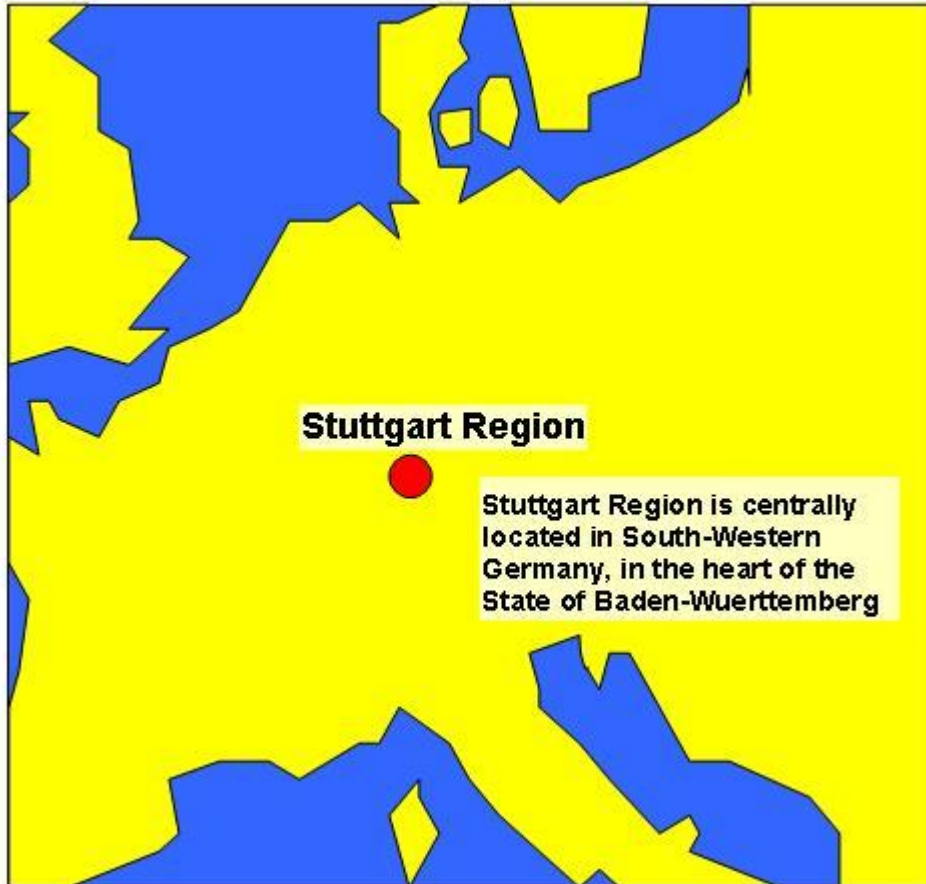 Stuttgart Region
Stuttgart Region is centrally
located in South-Western
Germany, in the heart of the
State of Baden-Wuerttemberg